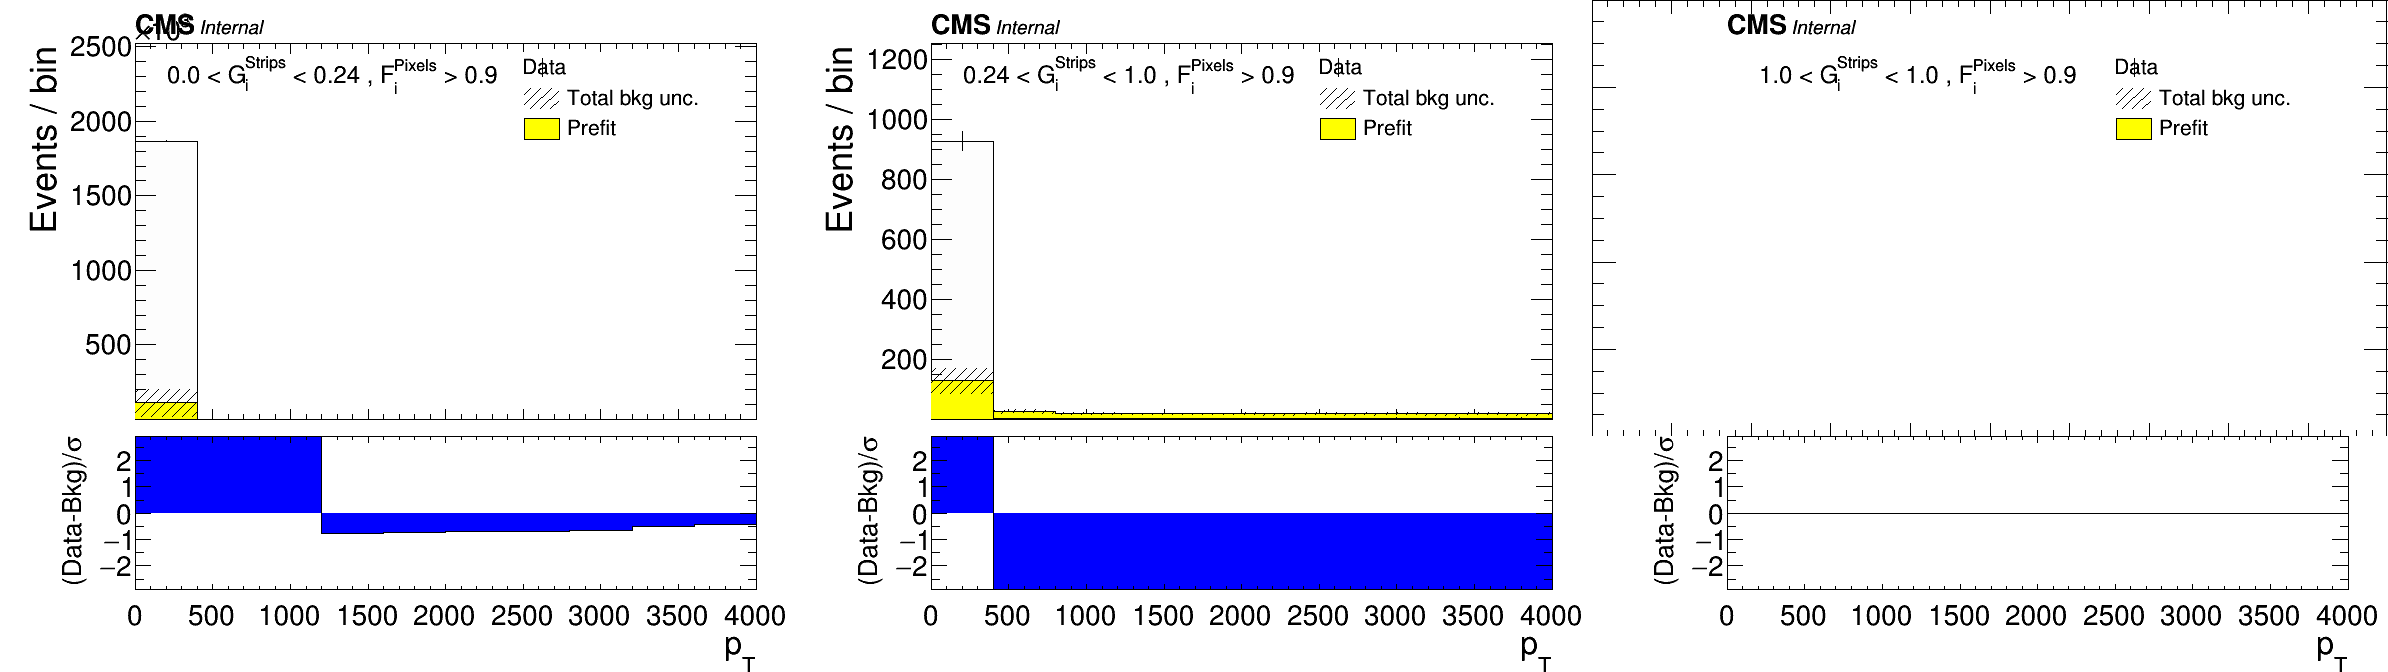 CMS Internal
×10³
Events / bin
2500
2000
1500
1000
500
0.0 < G_i^Strips < 0.24 , F_i^Pixels > 0.9
Data
Total bkg unc.
Prefit
(Data-Bkg)/σ
2
1
0
−1
−2
0 500 1000 1500 2000 2500 3000 3500 4000
p_T
CMS Internal
Events / bin
1200
1000
800
600
400
200
0.24 < G_i^Strips < 1.0 , F_i^Pixels > 0.9
Data
Total bkg unc.
Prefit
(Data-Bkg)/σ
2
1
0
−1
−2
0 500 1000 1500 2000 2500 3000 3500 4000
p_T
CMS Internal
1.0 < G_i^Strips < 1.0 , F_i^Pixels > 0.9
Data
Total bkg unc.
Prefit
(Data-Bkg)/σ
2
1
0
−1
−2
0 500 1000 1500 2000 2500 3000 3500 4000
p_T